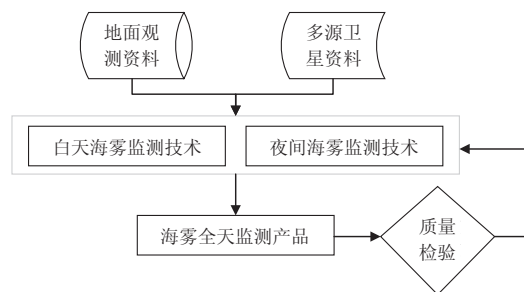 地面观
测资料
多源卫
星资料
白天海雾监测技术
夜间海雾监测技术
海雾全天监测产品
质量
检验